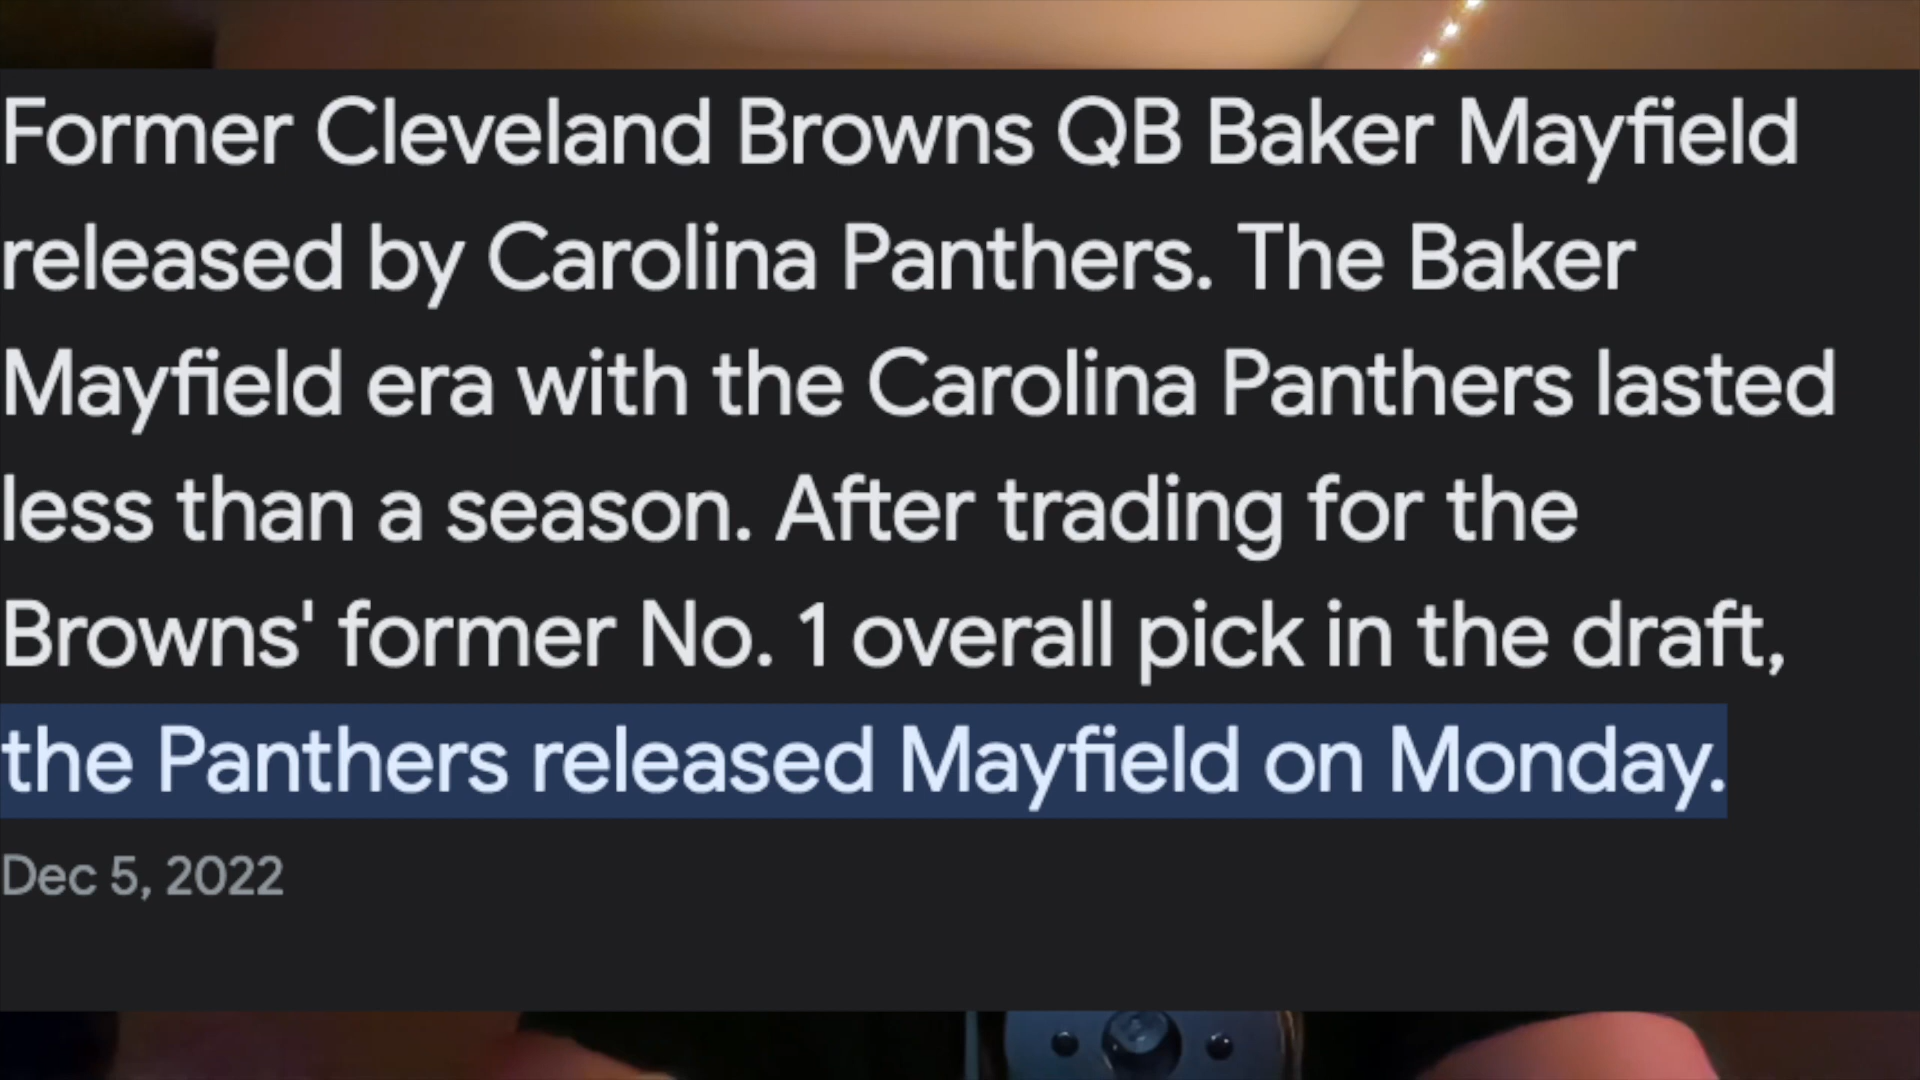 Former Cleveland Browns QB Baker Mayfield
released by Carolina Panthers. The Baker
Mayfield era with the Carolina Panthers lasted
less than a season. After trading for the
Browns' former No. 1 overall pick in the draft,
the Panthers released Mayfield on Monday.
Dec 5, 2022